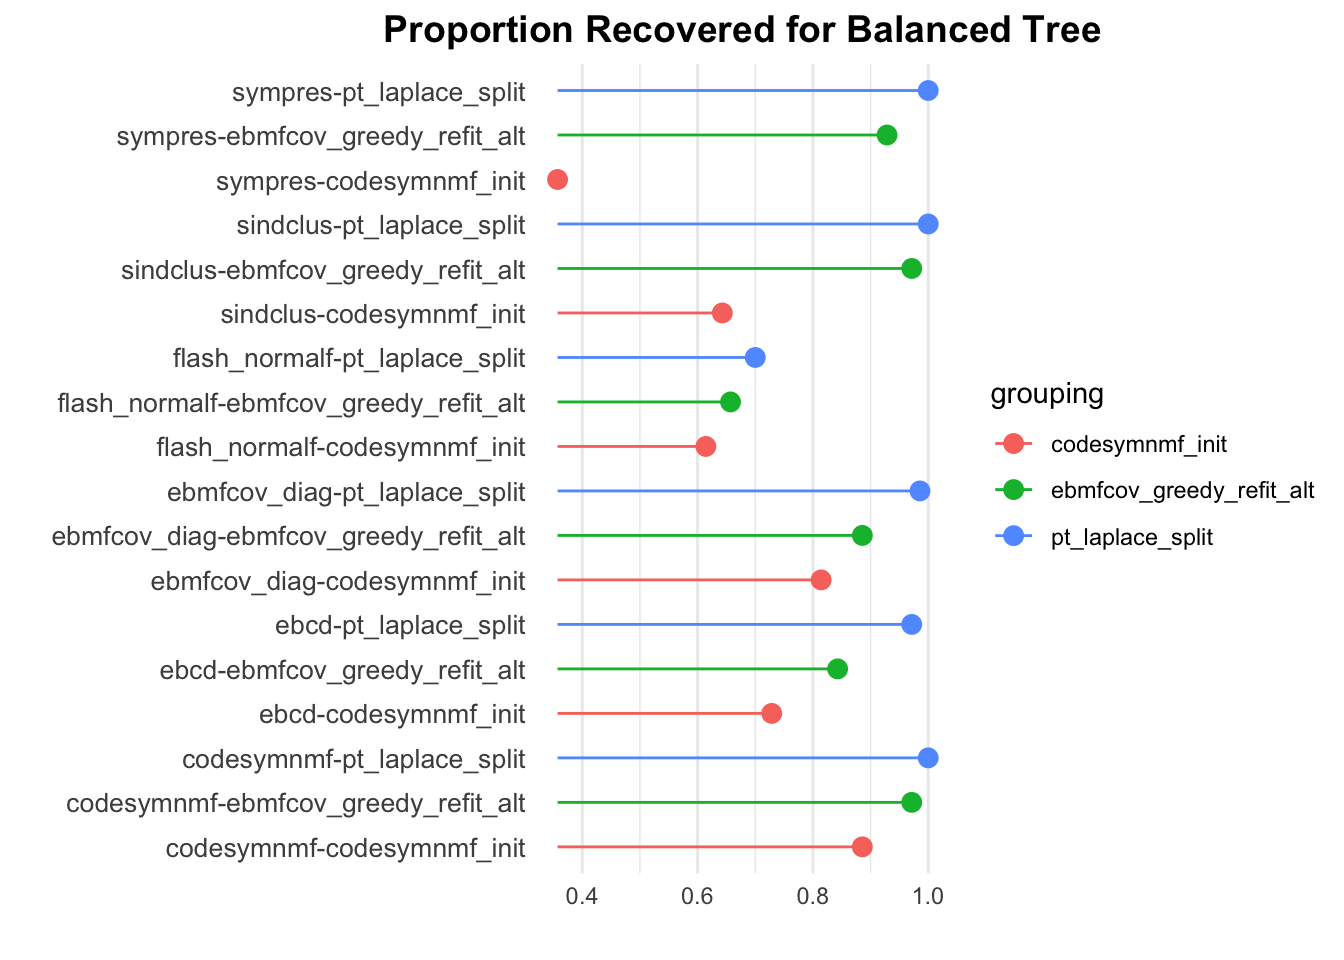 Proportion Recovered for Balanced Tree
sympres-pt_laplace_split
sympres-ebmfcov_greedy_refit_alt
sympres-codesymnmf_init
sindclus-pt_laplace_split
sindclus-ebmfcov_greedy_refit_alt
sindclus-codesymnmf_init
flash_normalf-pt_laplace_split
flash_normalf-ebmfcov_greedy_refit_alt
flash_normalf-codesymnmf_init
ebmfcov_diag-pt_laplace_split
ebmfcov_diag-ebmfcov_greedy_refit_alt
ebmfcov_diag-codesymnmf_init
ebcd-pt_laplace_split
ebcd-ebmfcov_greedy_refit_alt
ebcd-codesymnmf_init
codesymnmf-pt_laplace_split
codesymnmf-ebmfcov_greedy_refit_alt
codesymnmf-codesymnmf_init
0.4 0.6 0.8 1.0
grouping
codesymnmf_init
ebmfcov_greedy_refit_alt
pt_laplace_split